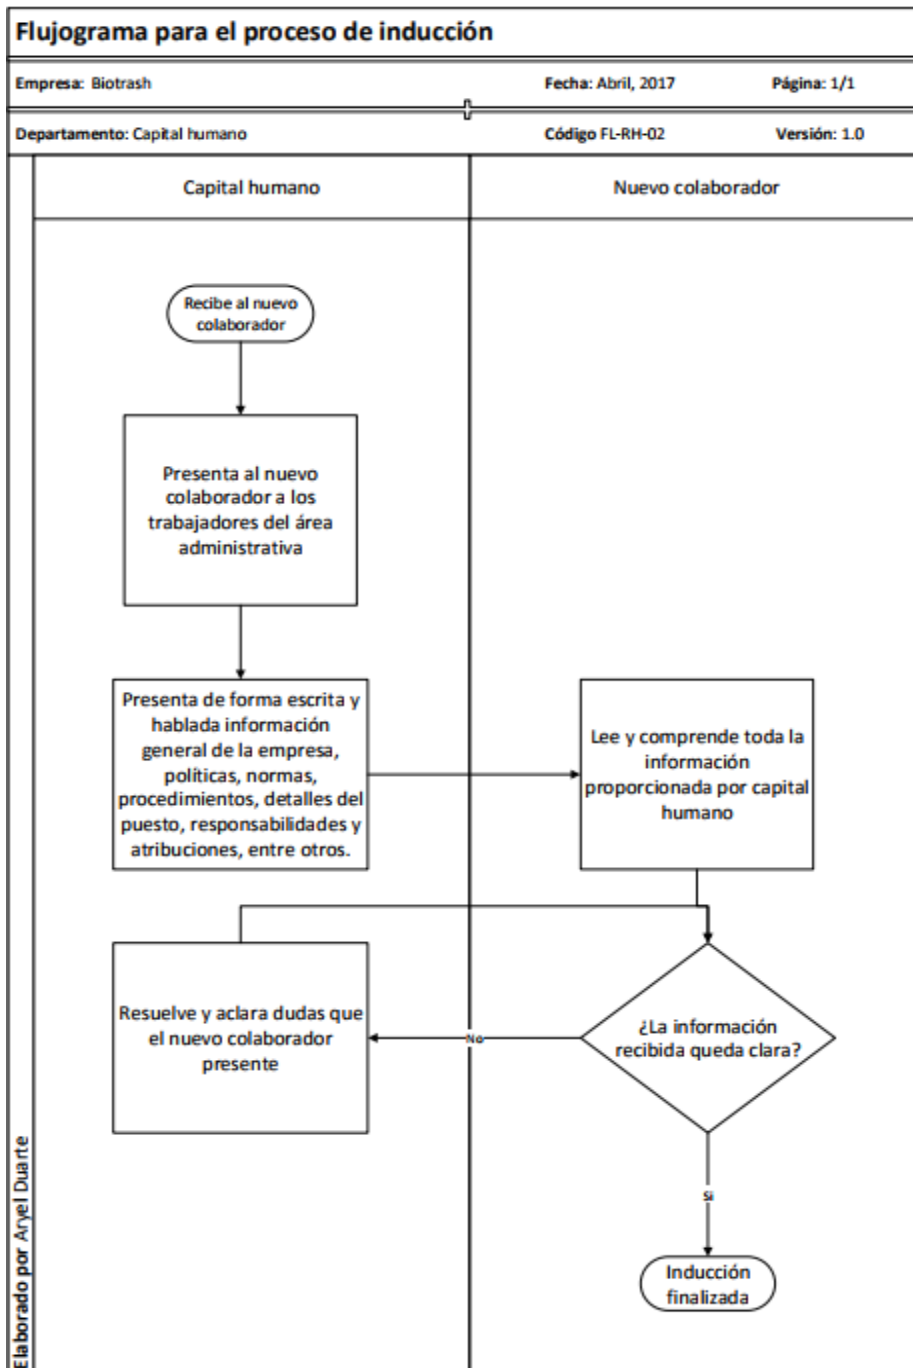 Flujograma para el proceso de inducción
Empresa: Biotrash Fecha: Abril, 2017 Página: 1/1
Departamento: Capital humano Código FL-RH-02 Versión: 1.0
Capital humano
Nuevo colaborador
Recibe al nuevo
colaborador
Presenta al nuevo
colaborador a los
trabajadores del área
administrativa
Presenta de forma escrita y
hablada información
general de la empresa,
políticas, normas,
procedimientos, detalles del
puesto, responsabilidades y
atribuciones, entre otros.
Lee y comprende toda la
información
proporcionada por capital
humano
Resuelve y aclara dudas que
el nuevo colaborador
presente
No
¿La información
recibida queda clara?
Si
Inducción
finalizada
Elaborado por Aryel Duarte